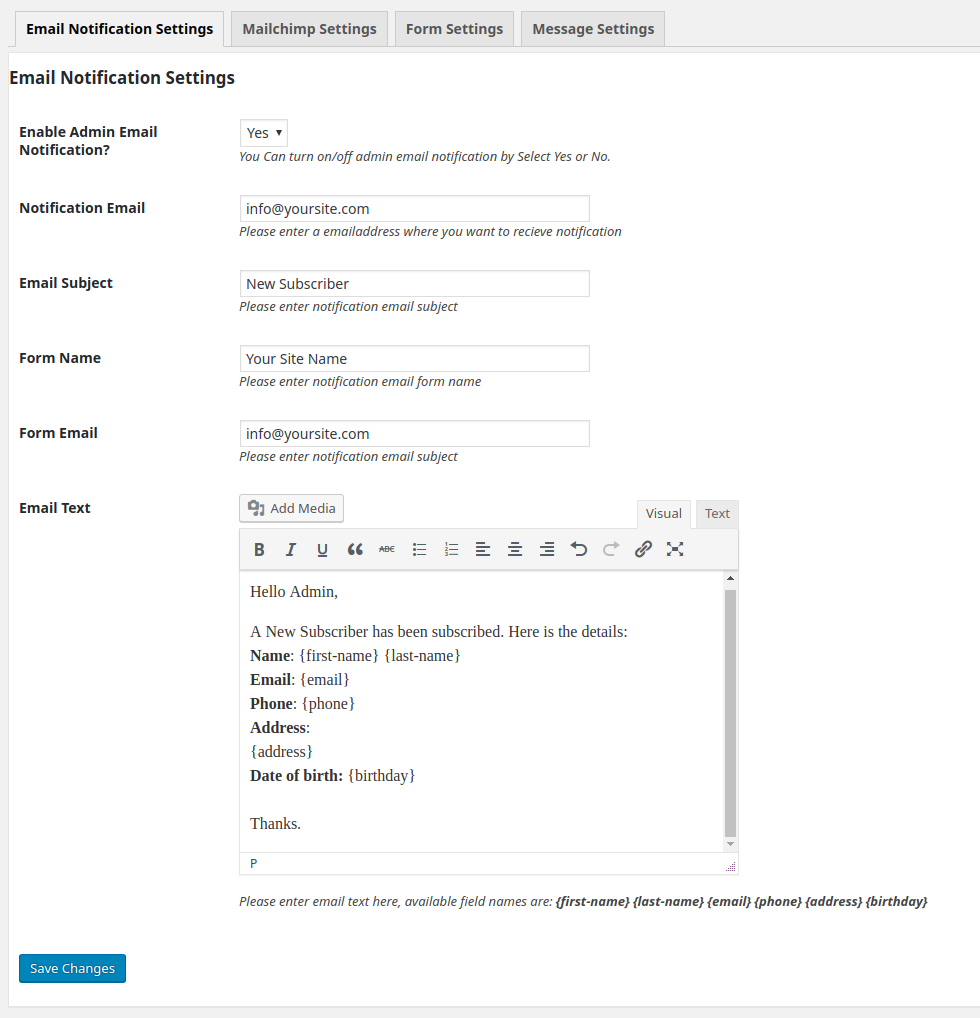 Email Notification Settings Mailchimp Settings Form Settings Message Settings
Email Notification Settings
Enable Admin Email
Notification?
Yes
You Can turn on/off admin email notification by Select Yes or No.
Notification Email
info@yoursite.com
Please enter a emailaddress where you want to recieve notification
Email Subject
New Subscriber
Please enter notification email subject
Form Name
Your Site Name
Please enter notification email form name
Form Email
info@yoursite.com
Please enter notification email subject
Email Text
Add Media
Visual Text
B I U ABC
Hello Admin,
A New Subscriber has been subscribed. Here is the details:
Name: {first-name} {last-name}
Email: {email}
Phone: {phone}
Address:
{address}
Date of birth: {birthday}
Thanks.
P
Please enter email text here, available field names are: {first-name} {last-name} {email} {phone} {address} {birthday}
Save Changes